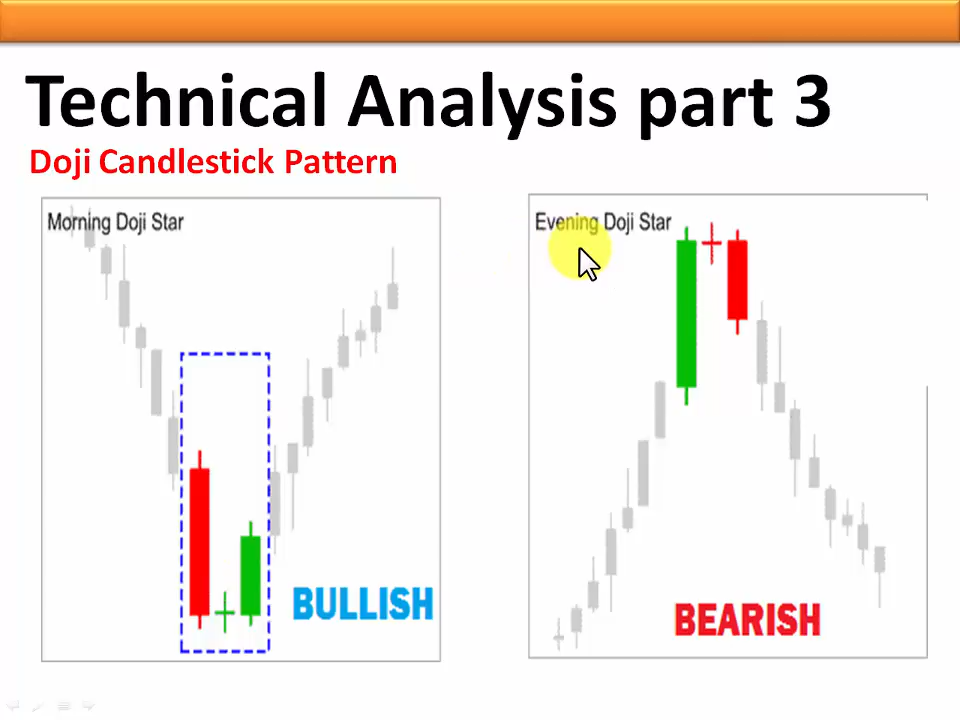 Technical Analysis part 3
Doji Candlestick Pattern
Morning Doji Star
Evening Doji Star
BULLISH
BEARISH